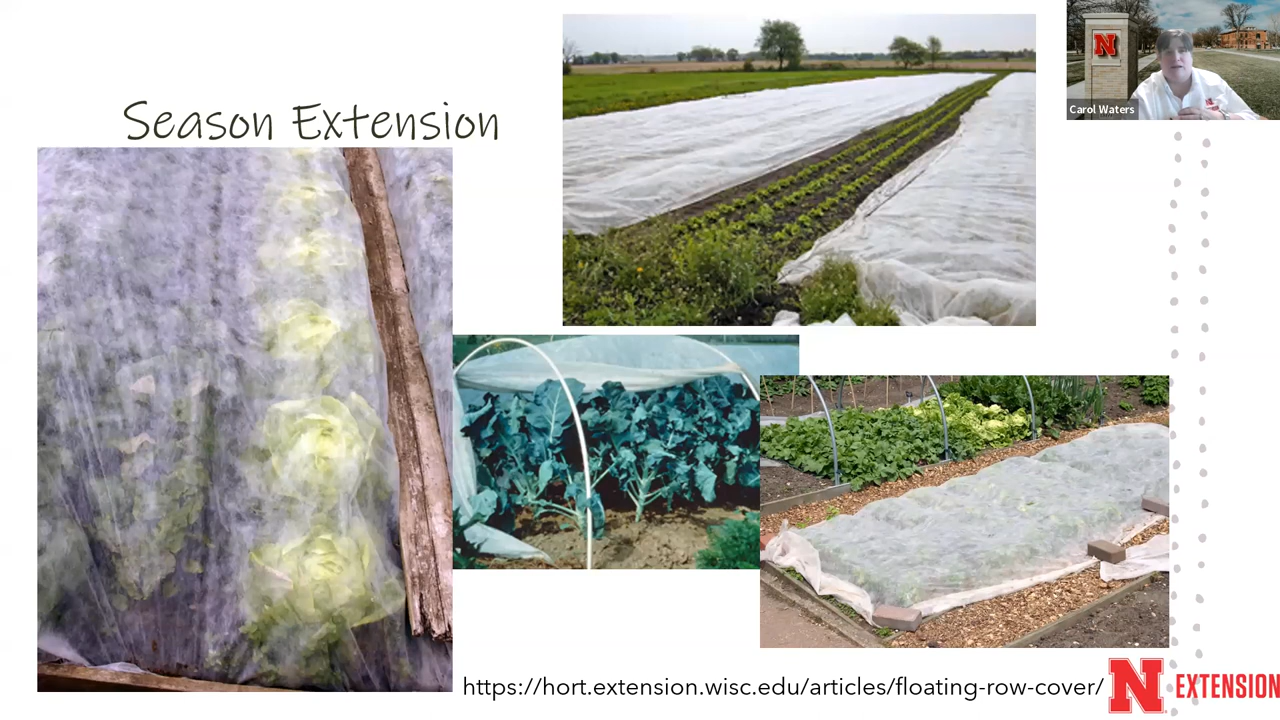 Season Extension
N
Carol Waters
https://hort.extension.wisc.edu/articles/floating-row-cover/
N EXTENSION